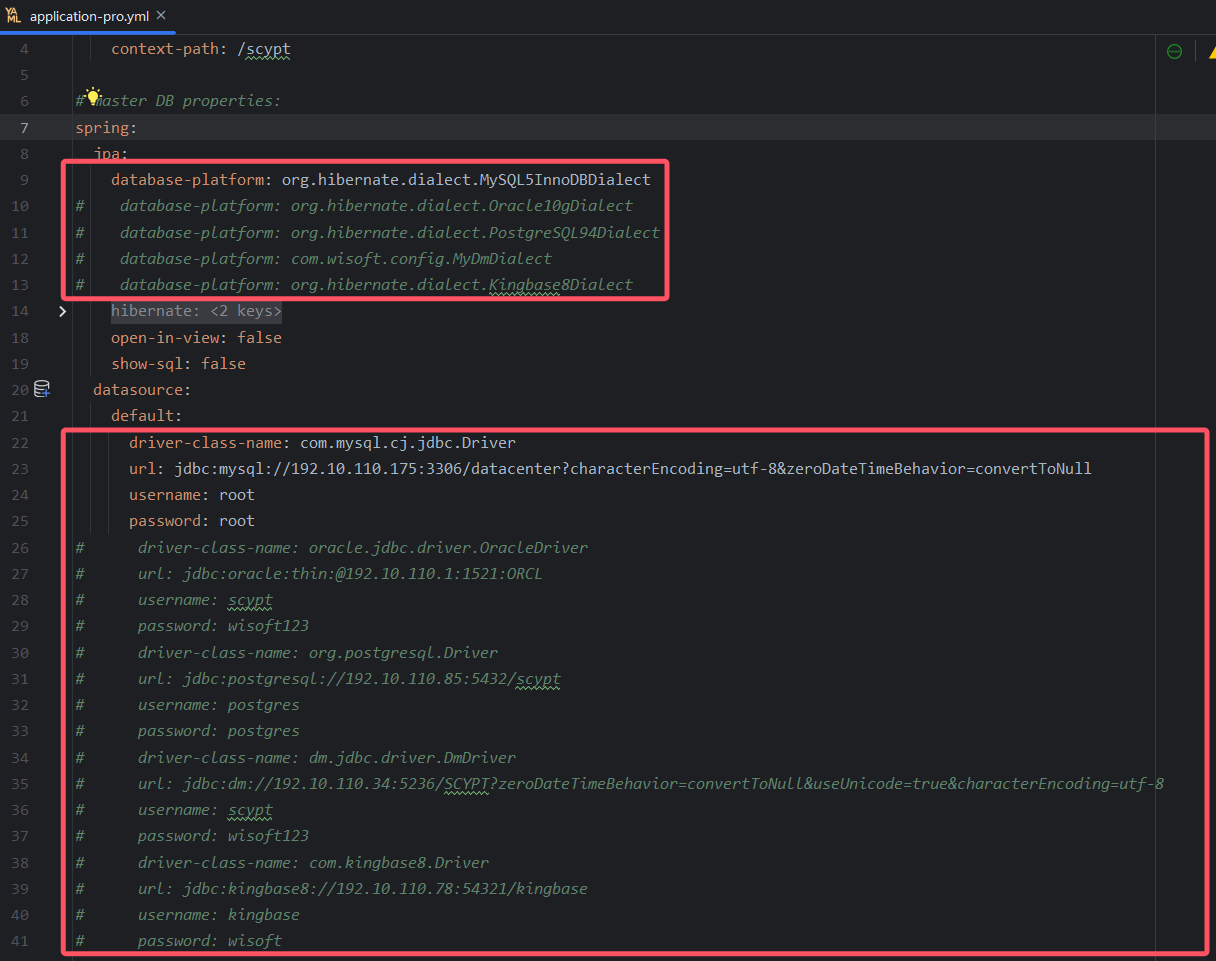 YAML application-pro.yml ×
4 context-path: /scypt
5
6 # master DB properties:
7 spring:
8 jpa:
9 database-platform: org.hibernate.dialect.MySQL5InnoDBDialect
10 # database-platform: org.hibernate.dialect.Oracle10gDialect
11 # database-platform: org.hibernate.dialect.PostgreSQL94Dialect
12 # database-platform: com.wisoft.config.MyDmDialect
13 # database-platform: org.hibernate.dialect.Kingbase8Dialect
14 hibernate: <2 keys>
18 open-in-view: false
19 show-sql: false
20 datasource:
21 default:
22 driver-class-name: com.mysql.cj.jdbc.Driver
23 url: jdbc:mysql://192.10.110.175:3306/datacenter?characterEncoding=utf-8&zeroDateTimeBehavior=convertToNull
24 username: root
25 password: root
26 # driver-class-name: oracle.jdbc.driver.OracleDriver
27 # url: jdbc:oracle:thin:@192.10.110.1:1521:ORCL
28 # username: scypt
29 # password: wisoft123
30 # driver-class-name: org.postgresql.Driver
31 # url: jdbc:postgresql://192.10.110.85:5432/scypt
32 # username: postgres
33 # password: postgres
34 # driver-class-name: dm.jdbc.driver.DmDriver
35 # url: jdbc:dm://192.10.110.34:5236/SCYPT?zeroDateTimeBehavior=convertToNull&useUnicode=true&characterEncoding=utf-8
36 # username: scypt
37 # password: wisoft123
38 # driver-class-name: com.kingbase8.Driver
39 # url: jdbc:kingbase8://192.10.110.78:54321/kingbase
40 # username: kingbase
41 # password: wisoft